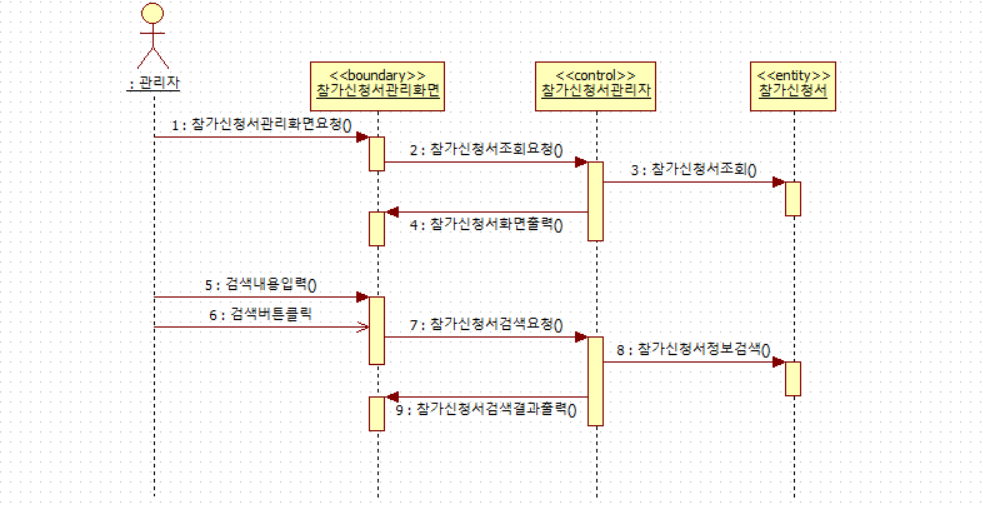 : 관리자
<<boundary>>
참가신청서관리화면
<<control>>
참가신청서관리자
<<entity>>
참가신청서
1 : 참가신청서관리화면요청()
2 : 참가신청서조회요청()
3 : 참가신청서조회()
4 : 참가신청서화면출력()
5 : 검색내용입력()
6 : 검색버튼클릭
7 : 참가신청서검색요청()
8 : 참가신청서정보검색()
9 : 참가신청서검색결과출력()